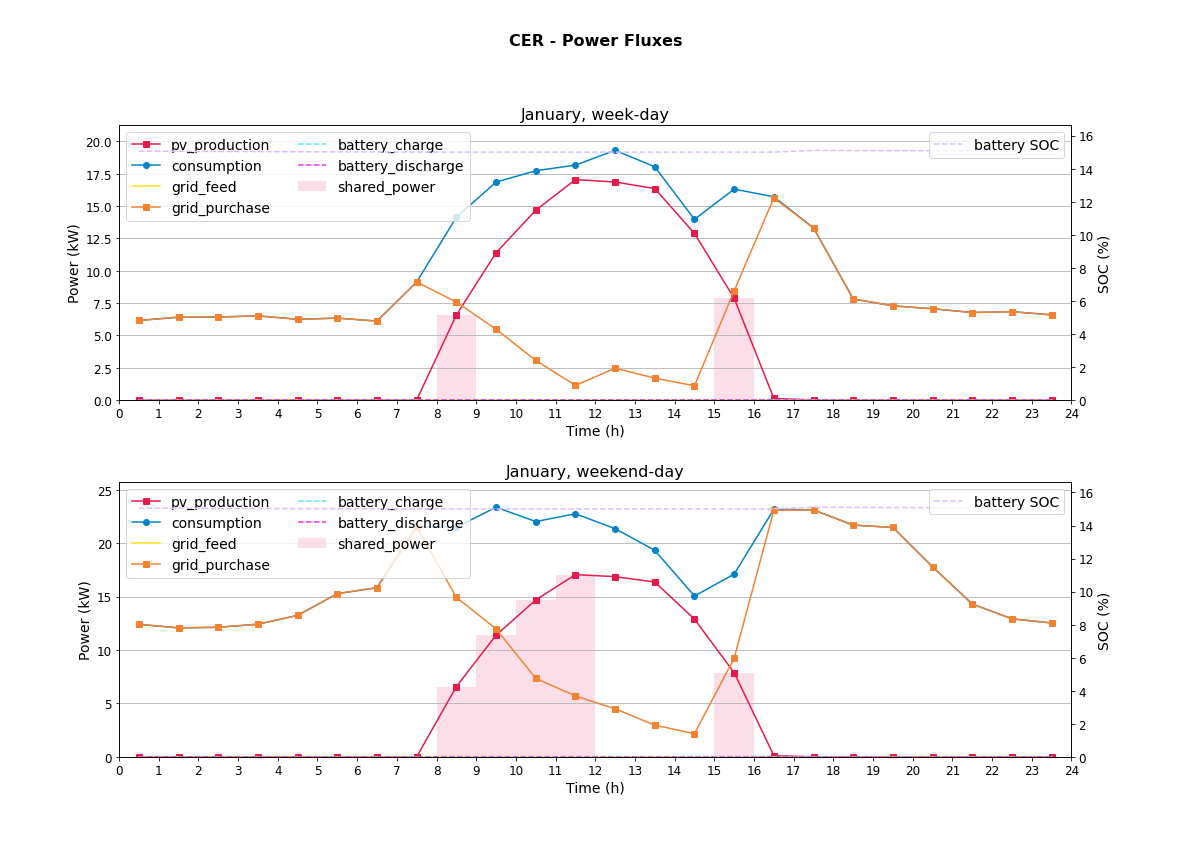 CER - Power Fluxes
January, week-day
pv_production
consumption
grid_feed
grid_purchase
battery_charge
battery_discharge
shared_power
battery SOC
Power (kW)
20.0
17.5
15.0
12.5
10.0
7.5
5.0
2.5
0.0
16
14
12
10
8
6
4
2
0
SOC (%)
0 1 2 3 4 5 6 7 8 9 10 11 12 13 14 15 16 17 18 19 20 21 22 23 24
Time (h)
January, weekend-day
pv_production
consumption
grid_feed
grid_purchase
battery_charge
battery_discharge
shared_power
battery SOC
Power (kW)
25
20
15
10
5
0
16
14
12
10
8
6
4
2
0
SOC (%)
0 1 2 3 4 5 6 7 8 9 10 11 12 13 14 15 16 17 18 19 20 21 22 23 24
Time (h)